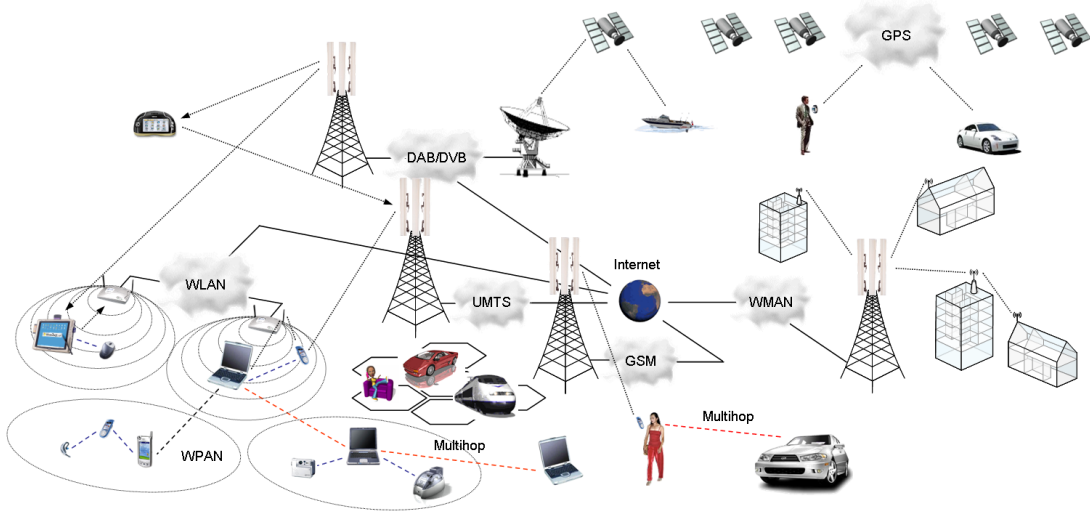 GPS
DAB/DVB
Internet
WLAN
UMTS
WMAN
GSM
Multihop
Multihop
WPAN